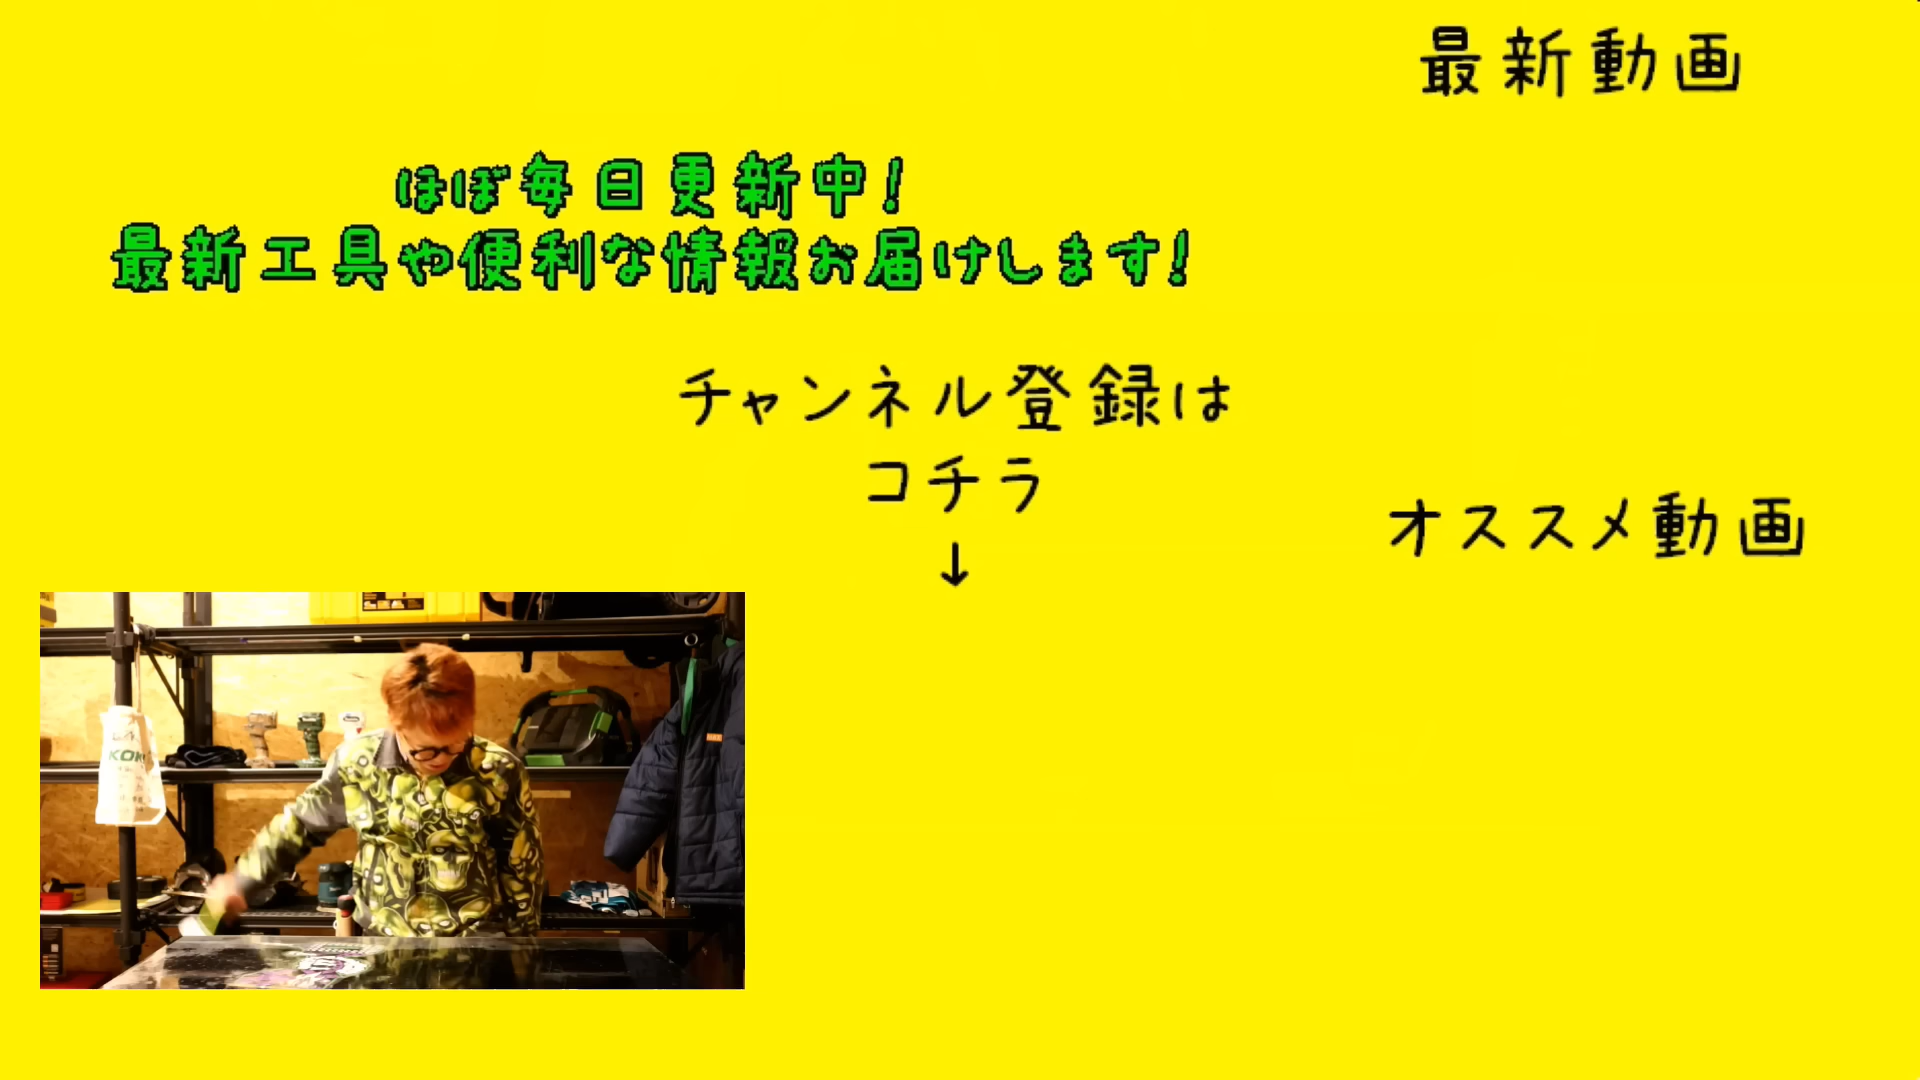 最新動画
ほぼ毎日更新中!
最新工具や便利な情報お届けします!
チャンネル登録は
コチラ
↓
オススメ動画